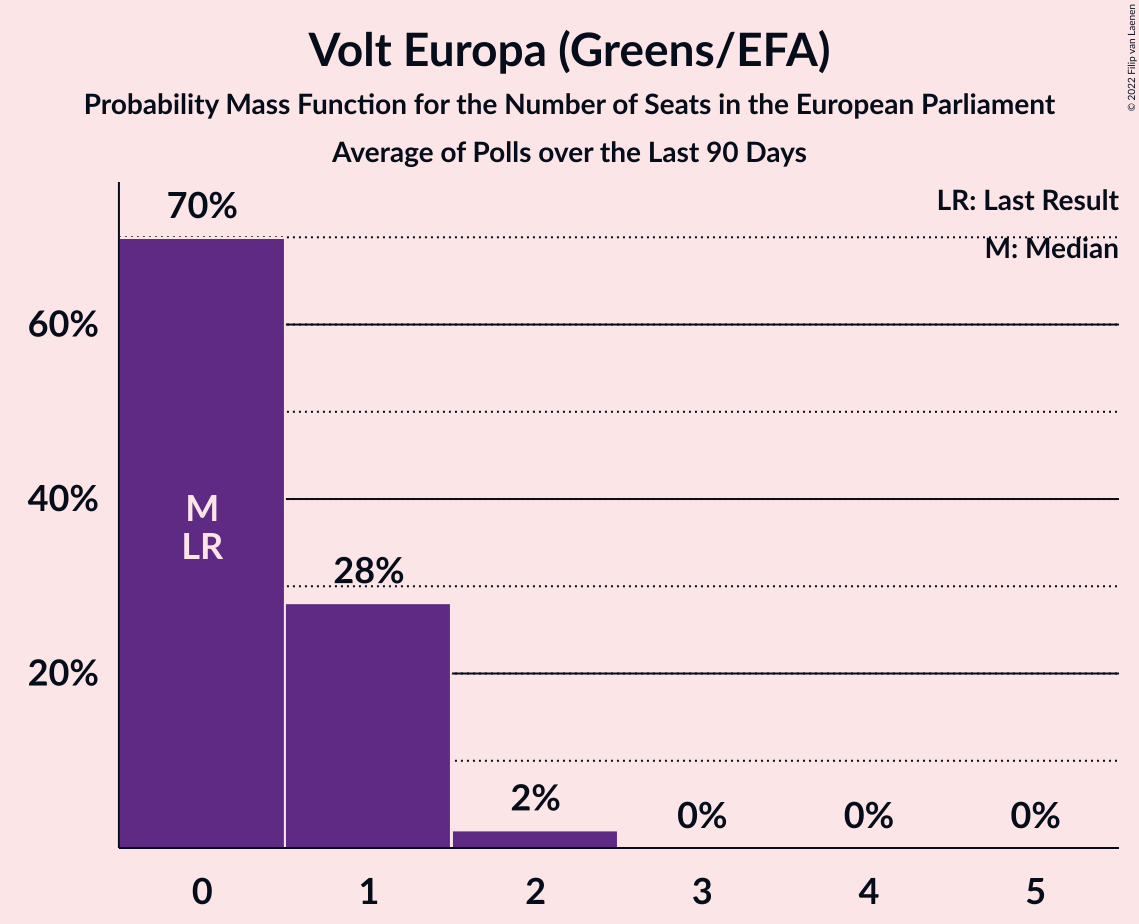 Volt Europa (Greens/EFA)
Probability Mass Function for the Number of Seats in the European Parliament
Average of Polls over the Last 90 Days
© 2022 Filip van Laenen
LR: Last Result
M: Median
70%
60%
40%
20%
M
LR
28%
2%
0%
0%
0%
0
1
2
3
4
5